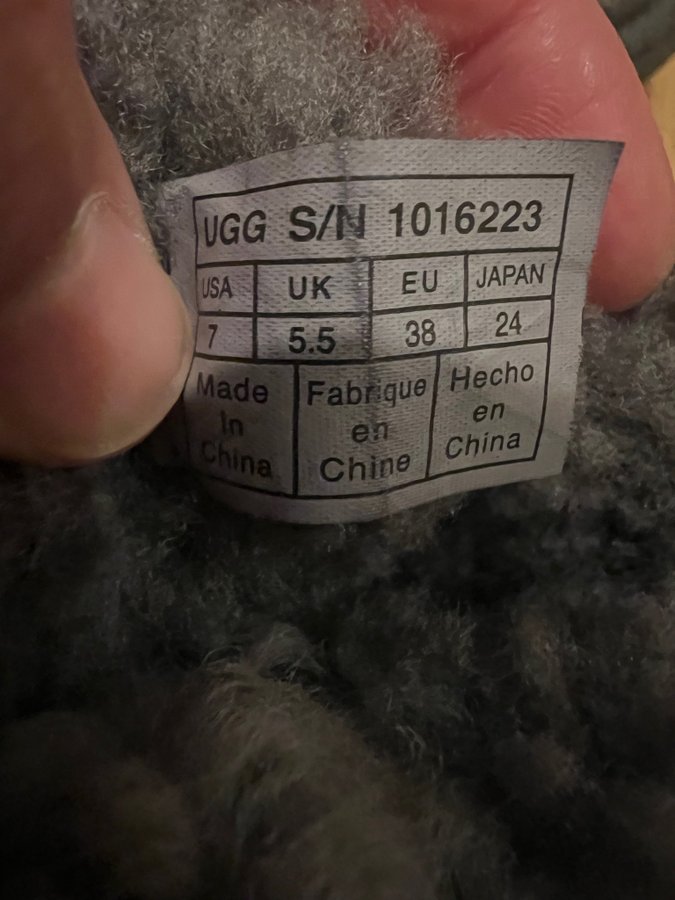 UGG S/N 1016223
USA UK EU JAPAN
7 5.5 38 24
Made
In
China
Fabrique
en
Chine
Hecho
en
China